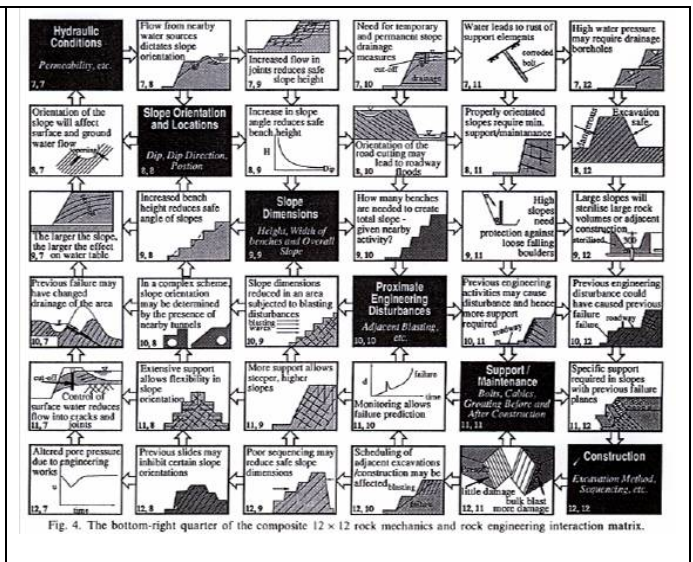 Hydraulic
Conditions
Permeability, etc.
7, 7
Flow from nearby
water sources
dictates slope
orientation
7, 8
Increased flow in
joints reduces safe
slope height
7, 9
Need for temporary
and permanent slope
drainage
measures
cut-off
drainage
7, 10
Water leads to rust of
support elements
corroded
bolt
7, 11
High water pressure
may require drainage
boreholes
7, 12
Orientation of the
slope will affect
surface and ground
water flow
8, 7
Slope Orientation
and Locations
Dip, Dip Direction,
Postion
8, 8
Increase in slope
angle reduces safe
bench height
H
Dip
8, 9
Orientation of the
road cutting may
lead to roadway
floods
8, 10
Properly orientated
slopes require min.
support/maintanance
8, 11
dangerous
Excavation
safe
8, 12
The larger the slope,
the larger the effect
on water table
9, 7
Increased bench
height reduces safe
angle of slopes
9, 8
Slope
Dimensions
Height, Width of
benches and Overall
Slope
9, 9
How many benches
are needed to create
total slope -
given nearby
activity?
9, 10
High
slopes
need
protection against
loose falling
boulders
9, 11
Large slopes will
sterilise large rock
volumes or adjacent
construction
sterilised
9, 12
Previous failure may
have changed
drainage of the area
10, 7
In a complex scheme,
slope orientation
may be determined
by the presence of
nearby tunnels
10, 8
Slope dimensions
reduced in an area
subjected to blasting
disturbances
blasting
waves
10, 9
Proximate
Engineering
Disturbances
Adjacent Blasting,
etc.
10, 10
Previous engineering
activities may cause
disturbance and hence
more support
required
roadway
10, 11
Previous engineering
disturbance could
have caused previous
failure
failure
roadway
10, 12
cut-off
Control of
surface water reduces
flow into cracks and
joints
11, 7
Extensive support
allows flexibility in
slope
orientation
11, 8
More support allows
steeper, higher
slopes
11, 9
d
failure
time
Monitoring allows
failure prediction
11, 10
Support /
Maintenance
Bolts, Cables,
Grouting Before and
After Construction
11, 11
Specific support
required in slopes
with previous failure
planes
11, 12
Altered pore pressure
due to engineering
works
u
time
12, 7
Previous slides may
inhibit certain slope
orientations
12, 8
Poor sequencing may
reduce safe slope
dimensions
12, 9
Scheduling of
adjacent excavations
/construction may be
affected
blasting
failure
12, 10
little damage
bulk blast
more damage
12, 11
Construction
Excavation Method,
Sequencing, etc.
12, 12
Fig. 4. The bottom-right quarter of the composite 12 × 12 rock mechanics and rock engineering interaction matrix.